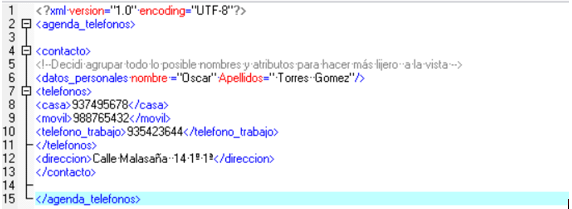 1 <?xml version="1.0" encoding="UTF-8"?>
2 <agenda_telefonos>
3
4 <contacto>
5 <!--Decidi agrupar todo lo posible nombres y atributos para hacer más lijero a la vista -->
6 <datos_personales nombre ="Oscar" Apellidos=" Torres Gomez"/>
7 <telefonos>
8 <casa>937495678</casa>
9 <movil>988765432</movil>
10 <telefono_trabajo>935423644</telefono_trabajo>
11 </telefonos>
12 <direccion>Calle Malasaña 14 1º 1ª</direccion>
13 </contacto>
14
15 </agenda_telefonos>